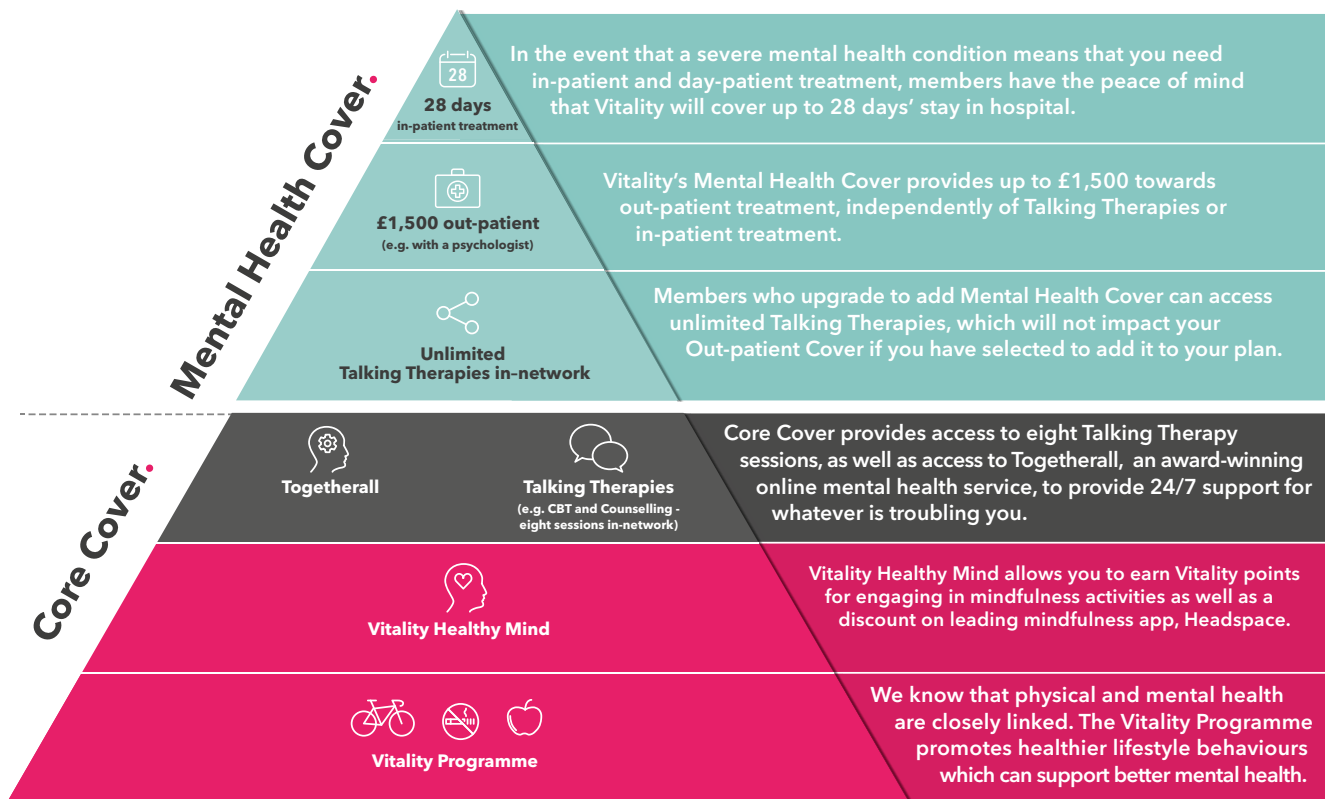 Mental Health Cover.
28
28 days
in-patient treatment
In the event that a severe mental health condition means that you need
in-patient and day-patient treatment, members have the peace of mind
that Vitality will cover up to 28 days' stay in hospital.
£1,500 out-patient
(e.g. with a psychologist)
Vitality's Mental Health Cover provides up to £1,500 towards
out-patient treatment, independently of Talking Therapies or
in-patient treatment.
Unlimited
Talking Therapies in-network
Members who upgrade to add Mental Health Cover can access
unlimited Talking Therapies, which will not impact your
Out-patient Cover if you have selected to add it to your plan.
Core Cover.
Togetherall
Talking Therapies
(e.g. CBT and Counselling -
eight sessions in-network)
Core Cover provides access to eight Talking Therapy
sessions, as well as access to Togetherall, an award-winning
online mental health service, to provide 24/7 support for
whatever is troubling you.
Vitality Healthy Mind
Vitality Healthy Mind allows you to earn Vitality points
for engaging in mindfulness activities as well as a
discount on leading mindfulness app, Headspace.
Vitality Programme
We know that physical and mental health
are closely linked. The Vitality Programme
promotes healthier lifestyle behaviours
which can support better mental health.